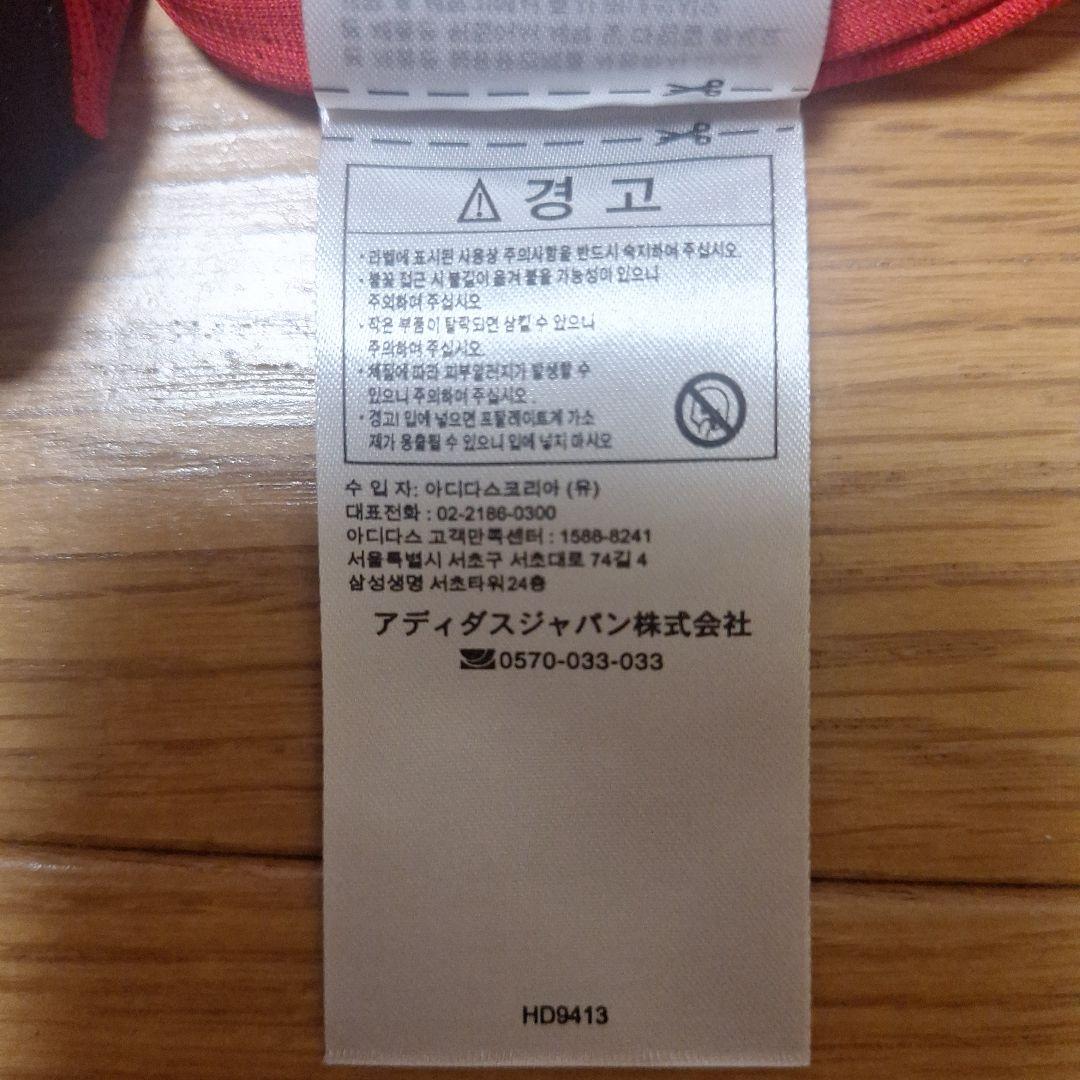 ⚠ 경 고
· 라벨에 표시된 사용상 주의사항을 반드시 숙지하여 주십시오.
· 불꽃 접근 시 불길이 옮겨 붙을 가능성이 있으니
주의하여 주십시오
· 작은 부품이 탈락되면 삼킬 수 있으니
주의하여 주십시오.
· 체질에 따라 피부알러지가 발생할 수
있으니 주의하여 주십시오 .
· 경고! 입에 넣으면 프탈레이트계 가소
제가 용출될 수 있으니 입에 넣지 마시오
수 입 자: 아디다스코리아 (유)
대표전화 : 02-2186-0300
아디다스 고객만족센터 : 1588-8241
서울특별시 서초구 서초대로 74길 4
삼성생명 서초타워24층
アディダスジャパン株式会社
0570-033-033
HD9413